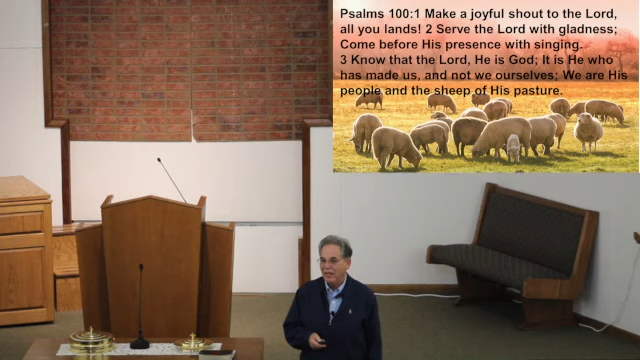 Psalms 100:1 Make a joyful shout to the Lord,
all you lands! 2 Serve the Lord with gladness;
Come before His presence with singing.
3 Know that the Lord, He is God; It is He who
has made us, and not we ourselves; We are His
people and the sheep of His pasture.